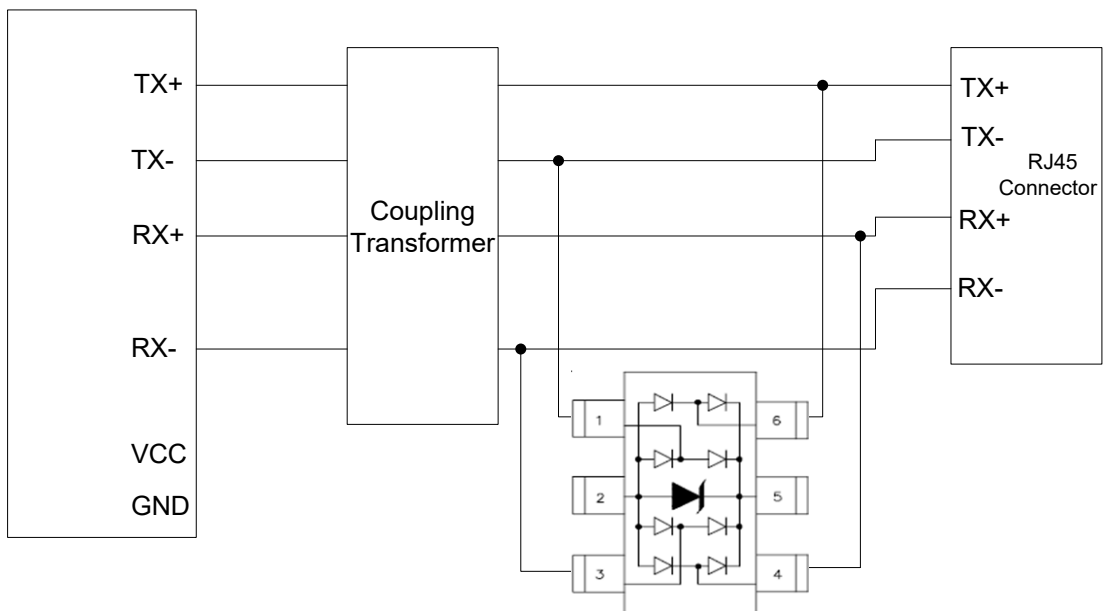 TX+
TX-
RX+
RX-
VCC
GND
Coupling
Transformer
TX+
TX-
RJ45
Connector
RX+
RX-
1
2
3
6
5
4